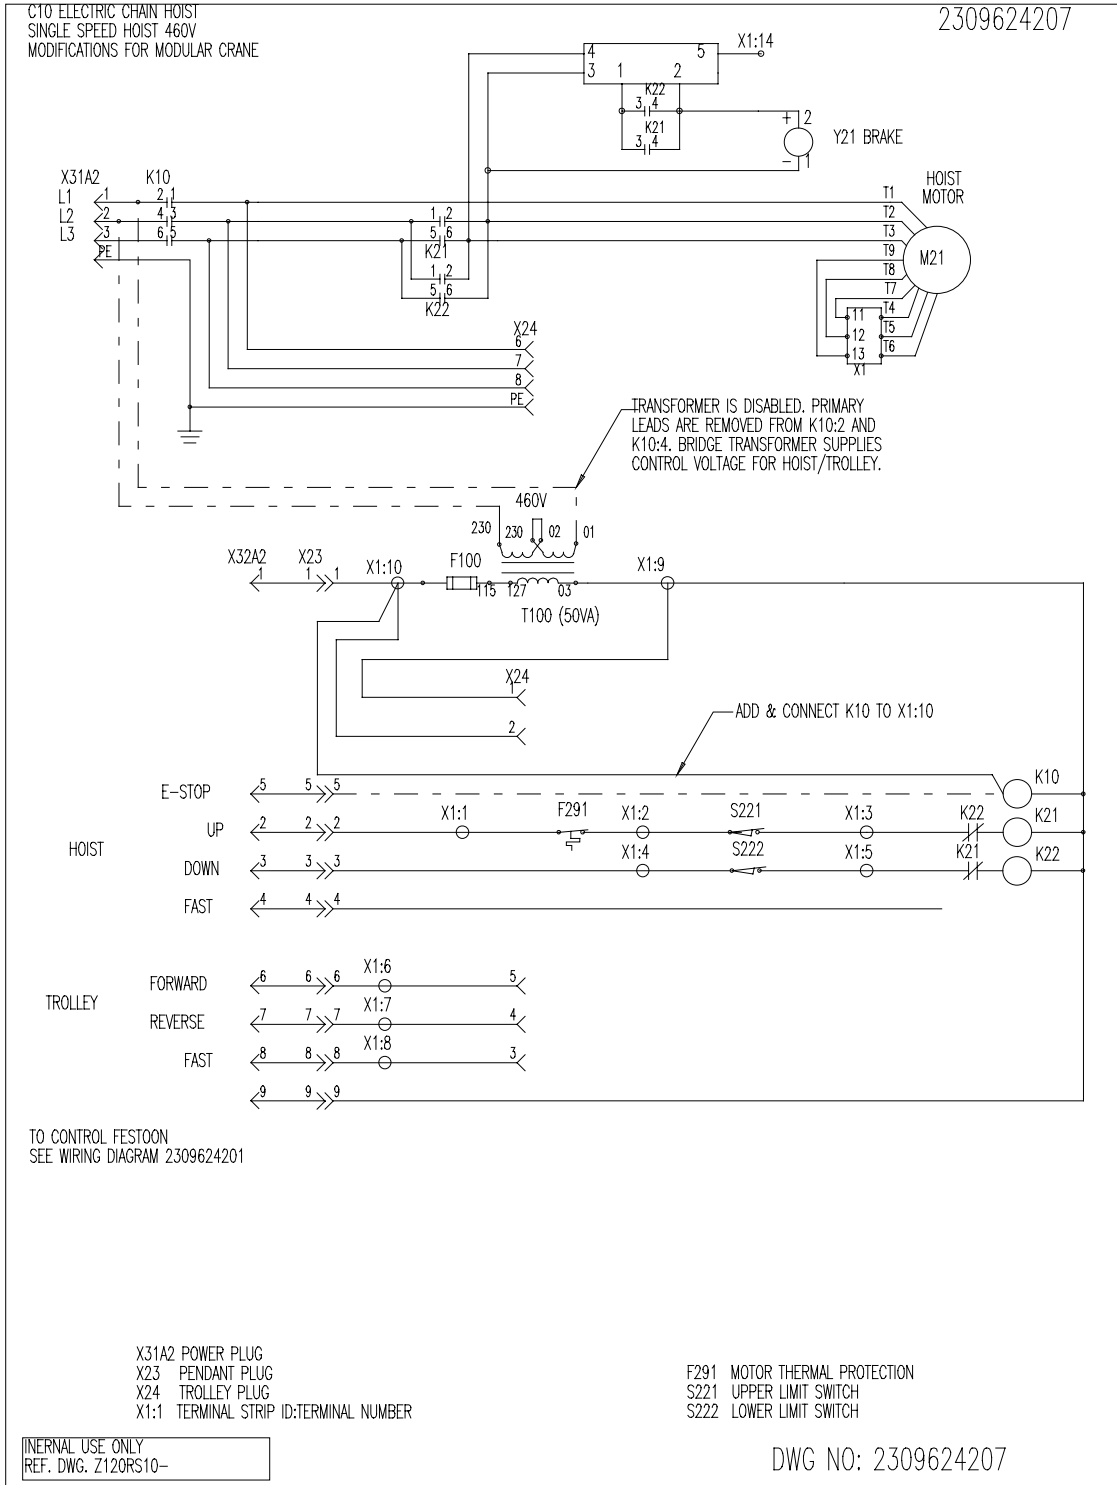 C10 ELECTRIC CHAIN HOIST
SINGLE SPEED HOIST 460V
MODIFICATIONS FOR MODULAR CRANE
2309624207
4 5 X1:14
3 1 2
K22
3 4
K21
3 4
+ 2
Y21 BRAKE
- 1
X31A2 K10
L1 1 2 1
L2 2 4 3
L3 3 6 5
PE
1 2
5 6
K21
1 2
5 6
K22
HOIST
MOTOR
T1
T2
T3
T9
T8
T7
T4
T5
T6
M21
11
12
13
X1
X24
6
7
8
PE
TRANSFORMER IS DISABLED. PRIMARY
LEADS ARE REMOVED FROM K10:2 AND
K10:4. BRIDGE TRANSFORMER SUPPLIES
CONTROL VOLTAGE FOR HOIST/TROLLEY.
460V
230 230 02 01
X32A2 X23 X1:10 F100 X1:9
1 1 1
115 127 03
T100 (50VA)
X24
1
2
ADD & CONNECT K10 TO X1:10
E-STOP 5 5 5 K10
X1:1 F291 X1:2 S221 X1:3 K22 K21
UP 2 2 2
HOIST
X1:4 S222 X1:5 K21 K22
DOWN 3 3 3
FAST 4 4 4
TROLLEY
X1:6
FORWARD 6 6 6 5
X1:7
REVERSE 7 7 7 4
X1:8
FAST 8 8 8 3
9 9 9
TO CONTROL FESTOON
SEE WIRING DIAGRAM 2309624201
X31A2 POWER PLUG
X23 PENDANT PLUG
X24 TROLLEY PLUG
X1:1 TERMINAL STRIP ID:TERMINAL NUMBER
F291 MOTOR THERMAL PROTECTION
S221 UPPER LIMIT SWITCH
S222 LOWER LIMIT SWITCH
INERNAL USE ONLY
REF. DWG. Z120RS10-
DWG NO: 2309624207